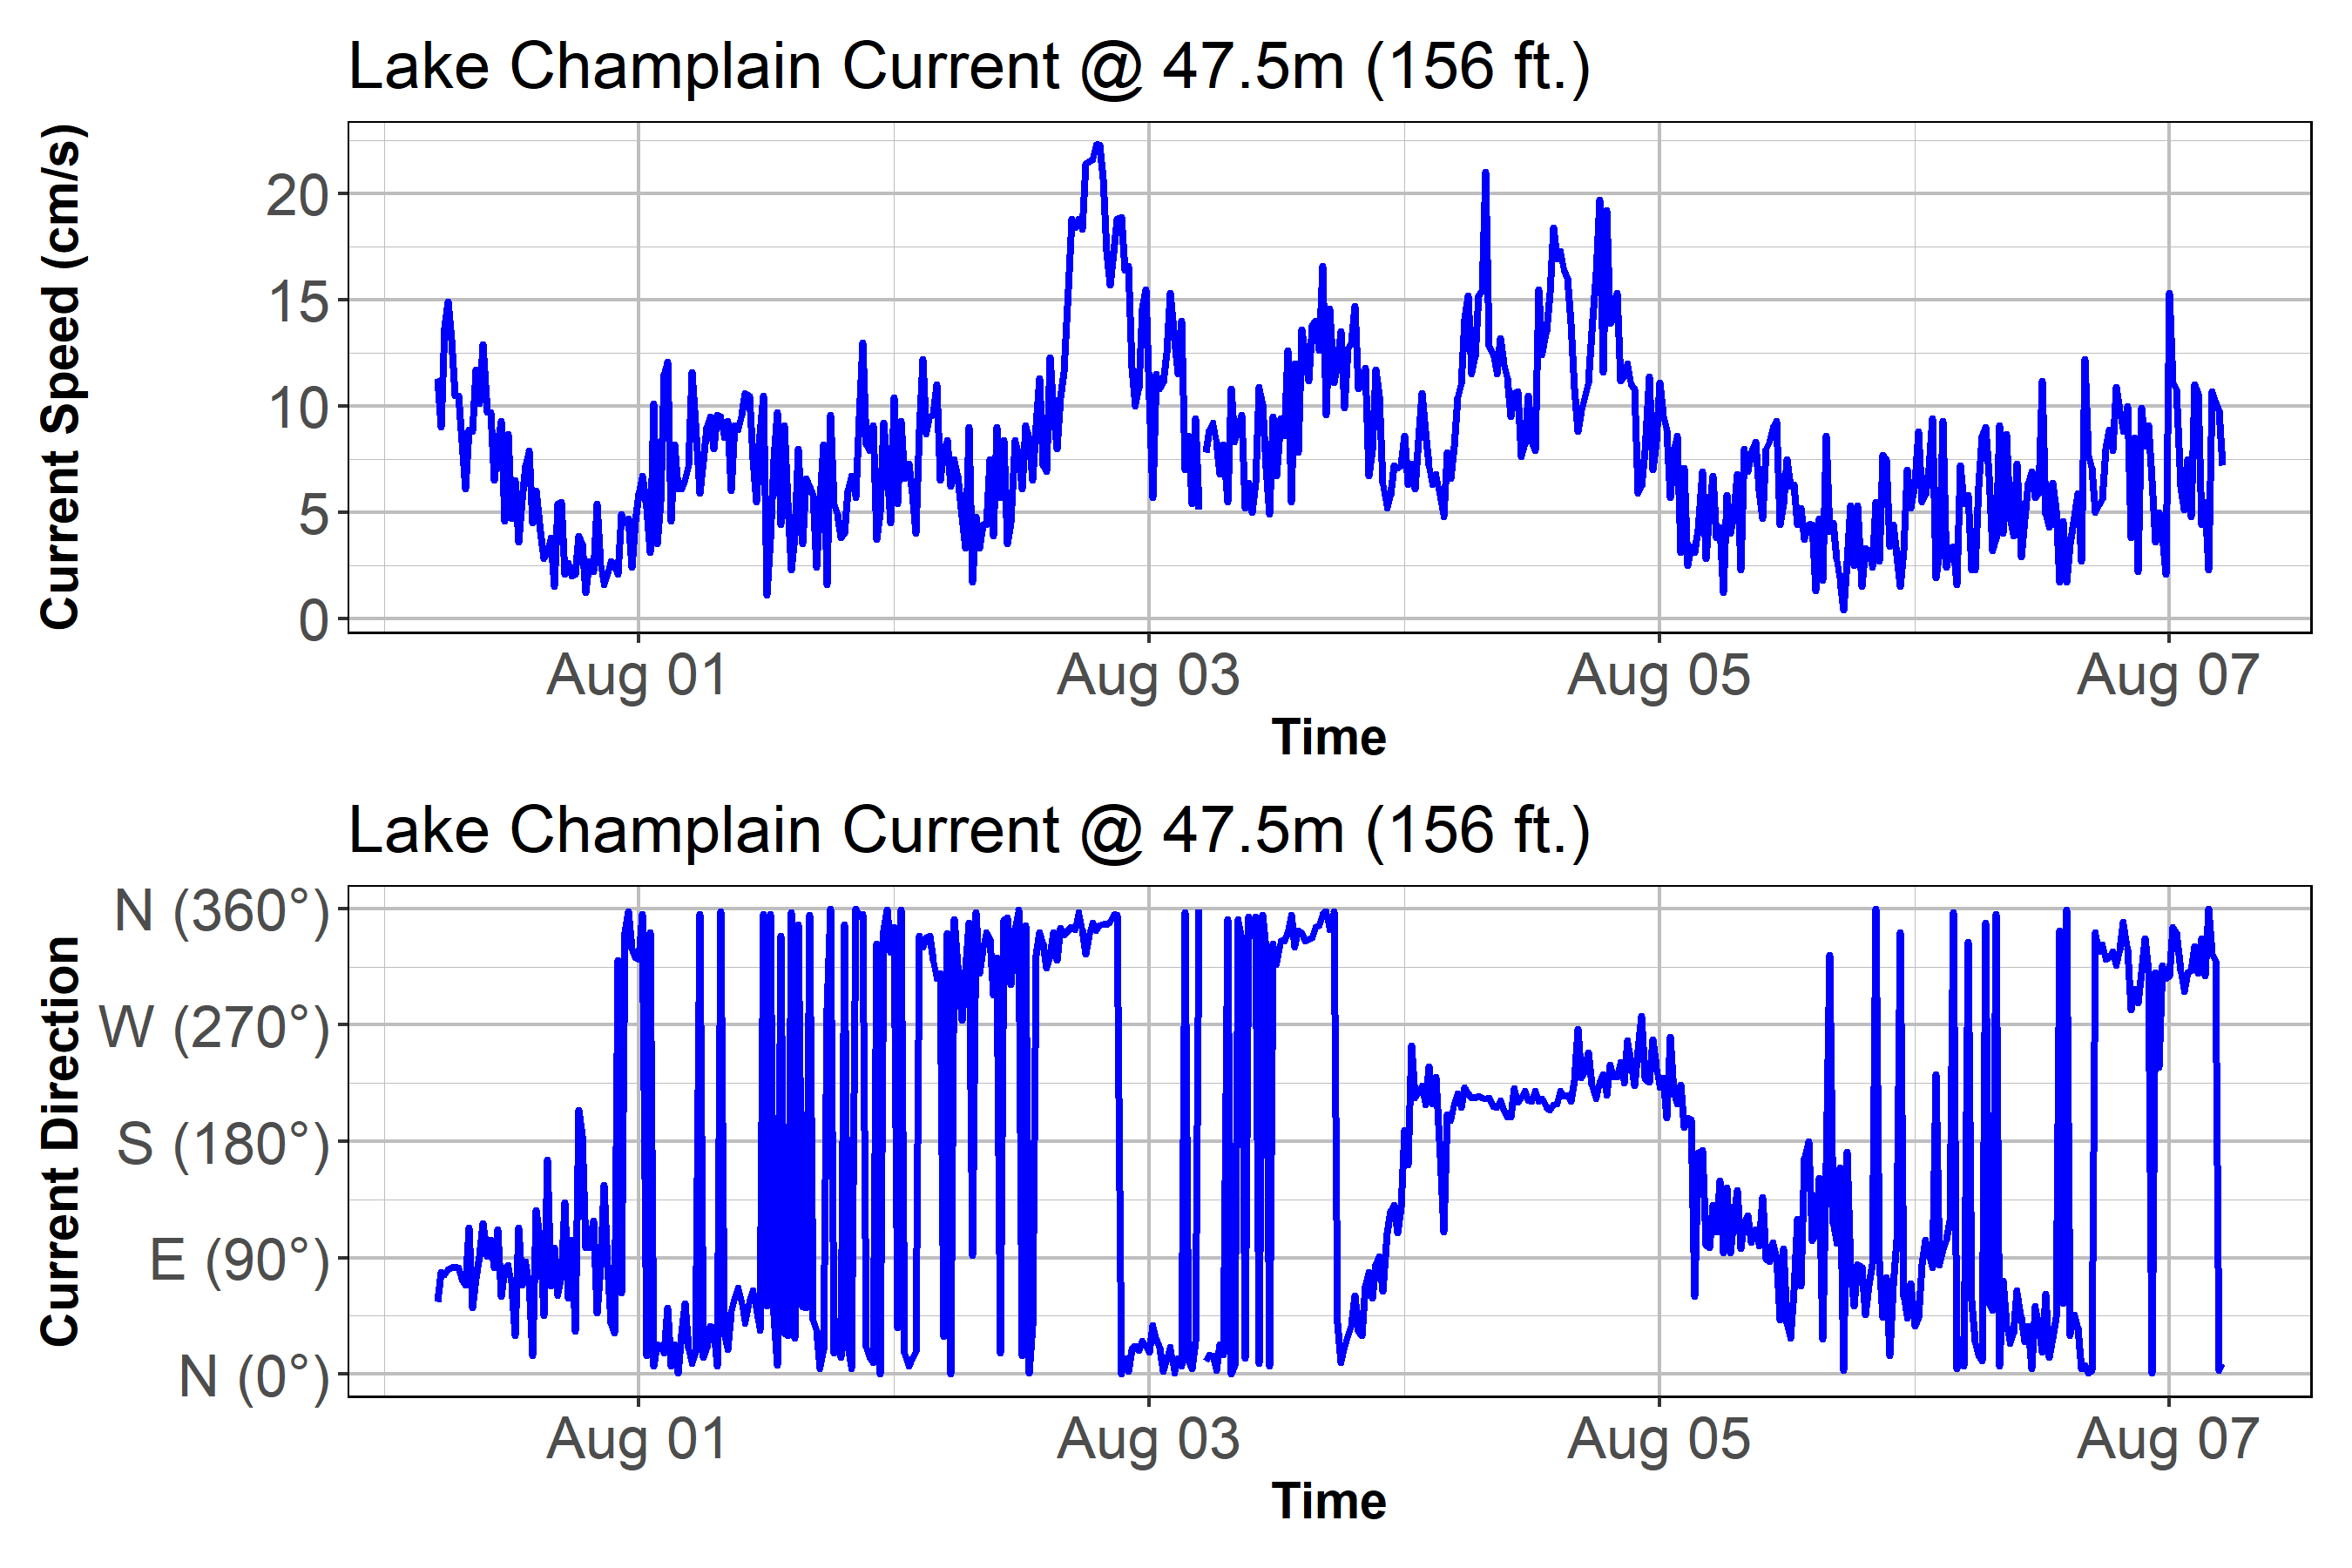 Lake Champlain Current @ 47.5m (156 ft.)
Current Speed (cm/s)
20
15
10
5
0
Aug 01 Aug 03 Aug 05 Aug 07
Time
Lake Champlain Current @ 47.5m (156 ft.)
Current Direction
N (360°)
W (270°)
S (180°)
E (90°)
N (0°)
Aug 01 Aug 03 Aug 05 Aug 07
Time